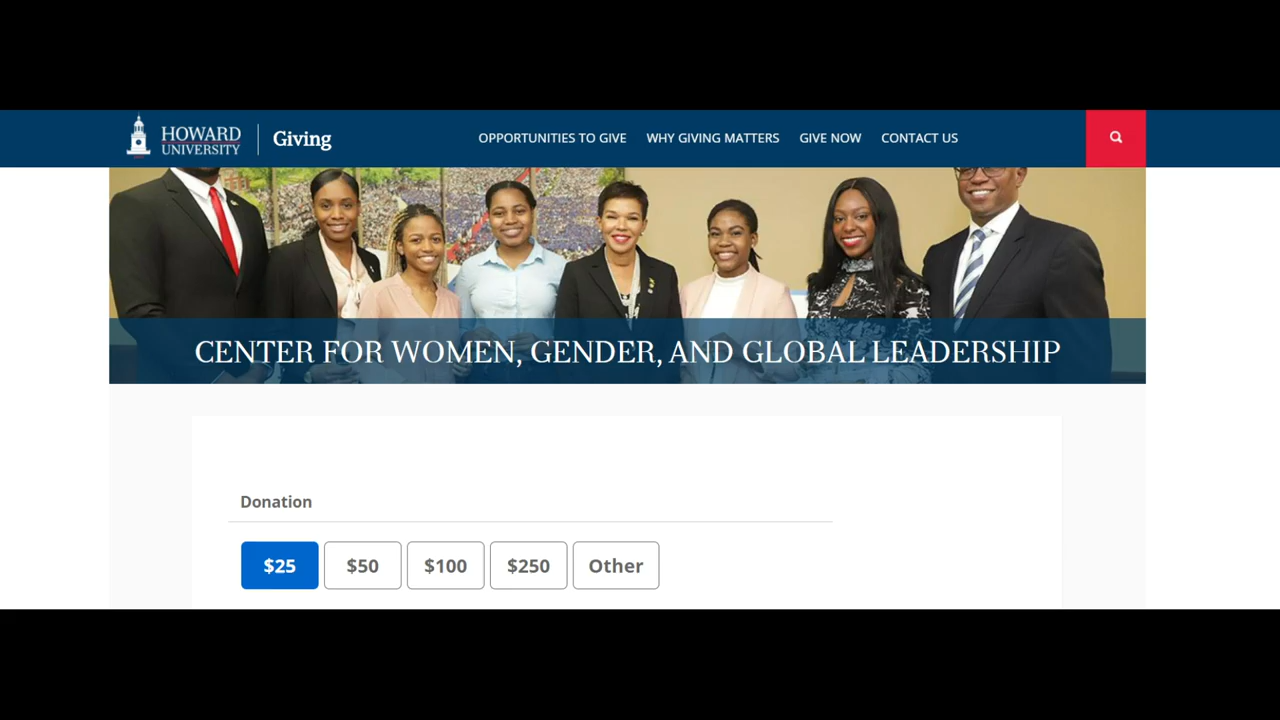 HOWARD
UNIVERSITY
Giving
OPPORTUNITIES TO GIVE
WHY GIVING MATTERS
GIVE NOW
CONTACT US
CENTER FOR WOMEN, GENDER, AND GLOBAL LEADERSHIP
Donation
$25
$50
$100
$250
Other